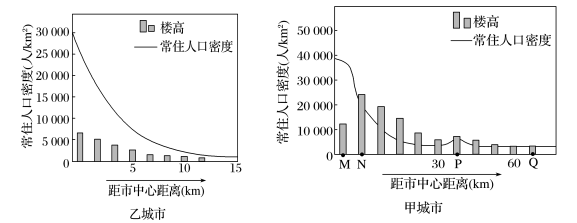 常住人口密度(人/km²)
30 000
25 000
20 000
15 000
10 000
5 000
0
楼高
常住人口密度
5
10
15
距市中心距离(km)
乙城市
常住人口密度(人/km²)
50 000
40 000
30 000
20 000
10 000
0
楼高
常住人口密度
M
N
30
P
60
Q
距市中心距离(km)
甲城市